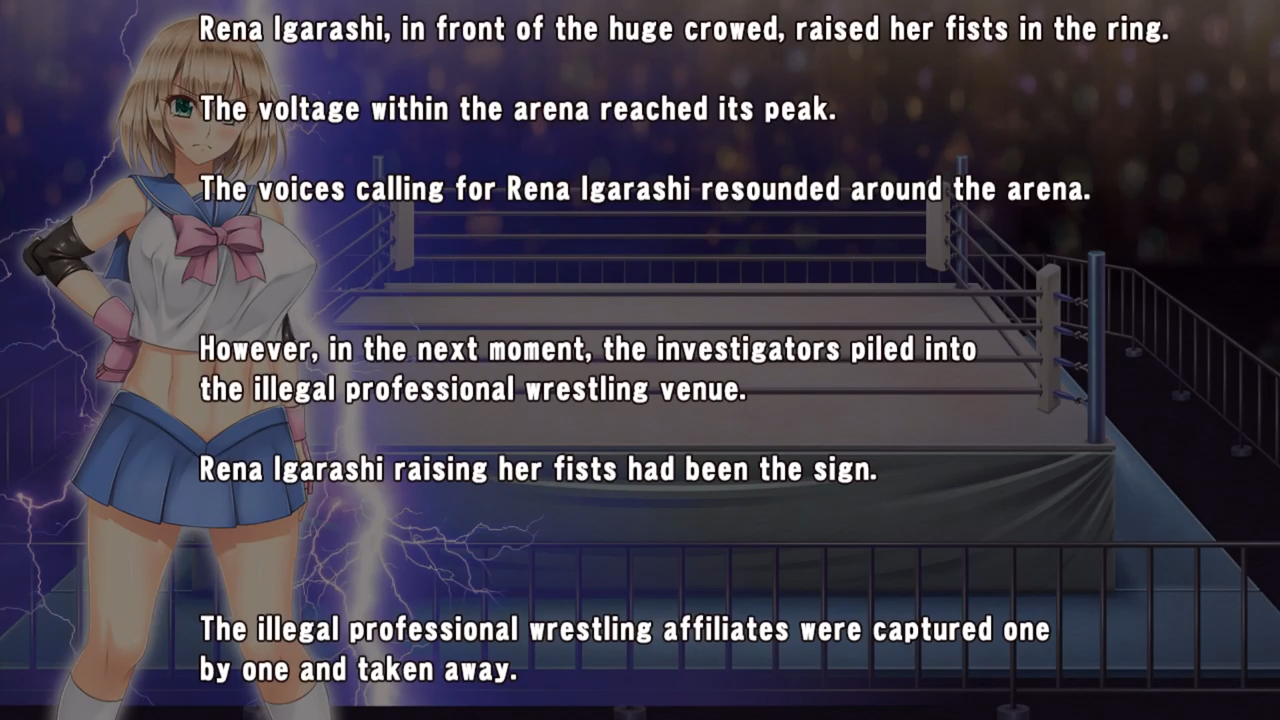 Rena Igarashi, in front of the huge crowed, raised her fists in the ring.
The voltage within the arena reached its peak.
The voices calling for Rena Igarashi resounded around the arena.
However, in the next moment, the investigators piled into
the illegal professional wrestling venue.
Rena Igarashi raising her fists had been the sign.
The illegal professional wrestling affiliates were captured one
by one and taken away.